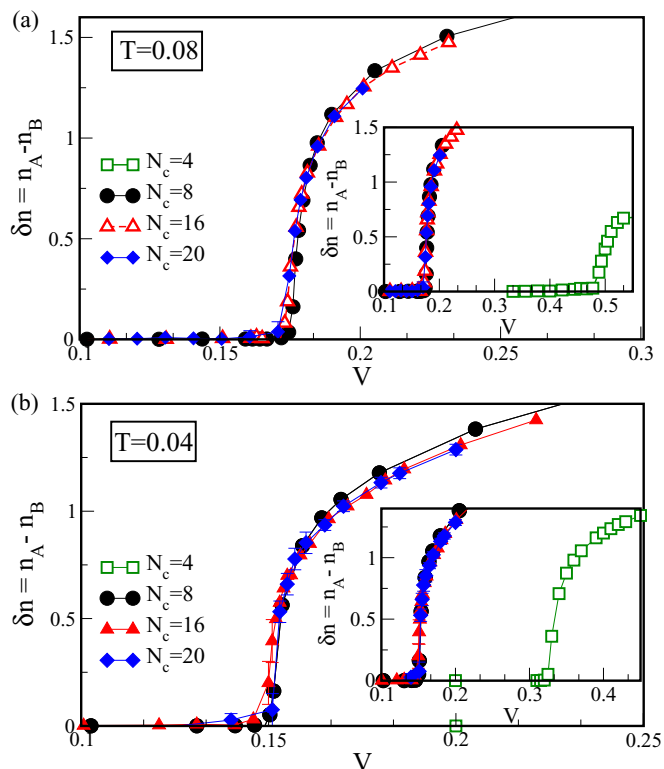 (a)
T=0.08
δn = n_A-n_B
1.5
1
0.5
0
N_c=4
N_c=8
N_c=16
N_c=20
0.1 0.15 0.2 0.25 0.3
V
δn = n_A-n_B
1.5
1
0.5
0
0.1 0.2 0.3 0.4 0.5
V
(b)
T=0.04
δn = n_A - n_B
1.5
1
0.5
0
N_c=4
N_c=8
N_c=16
N_c=20
0.1 0.15 0.2 0.25
V
δn = n_A - n_B
1.5
1
0.5
0
0.1 0.2 0.3 0.4
V